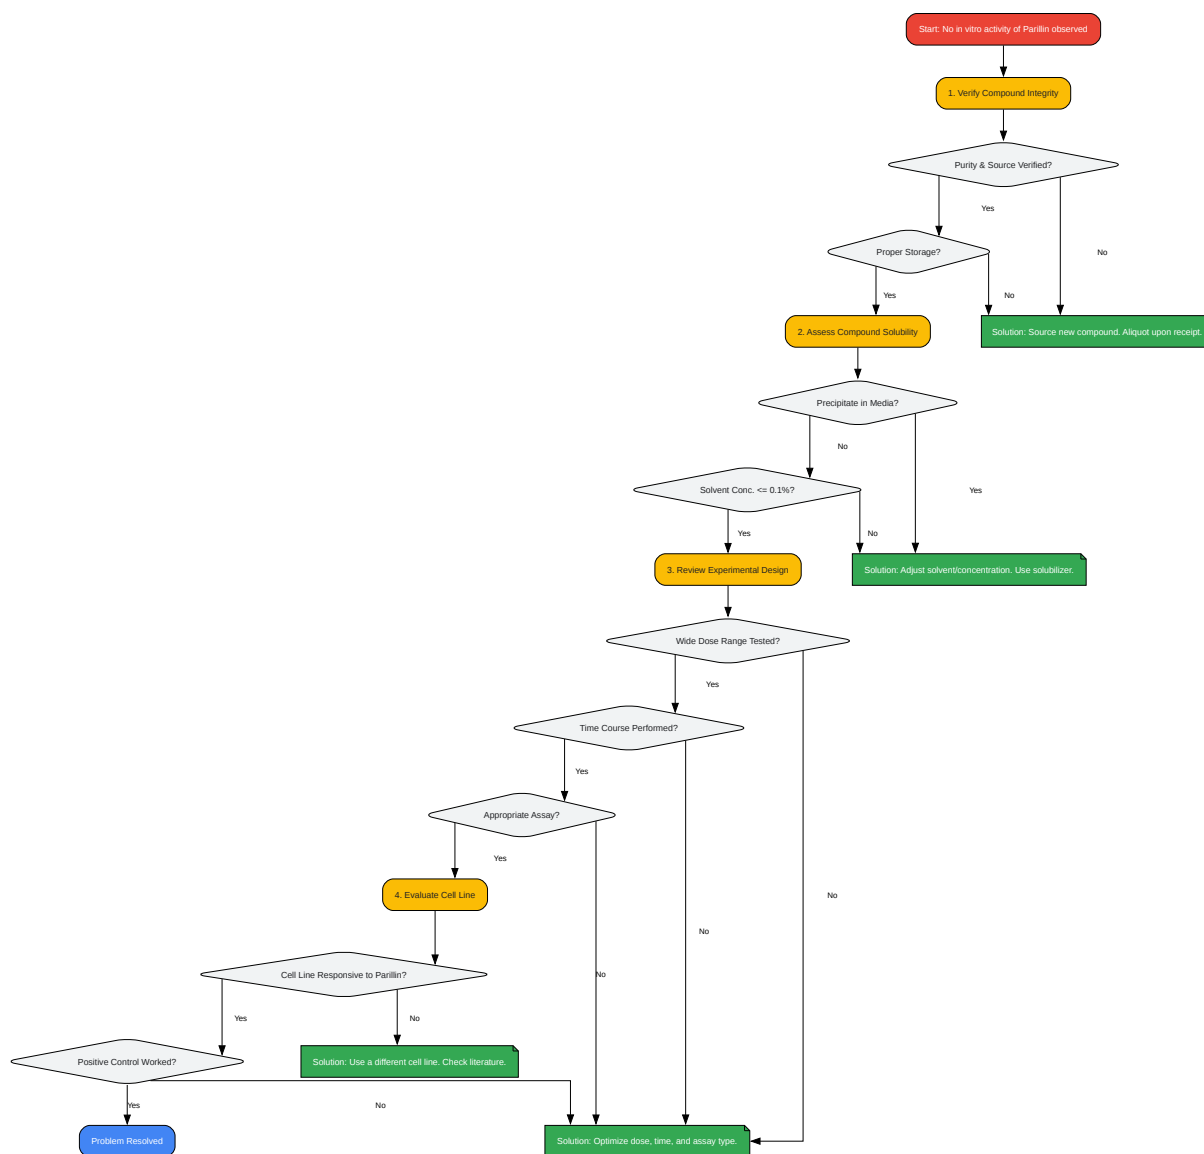 Start: No in vitro activity of Parillin observed
1. Verify Compound Integrity
Purity & Source Verified?
Yes
Proper Storage?
No
Yes
No
2. Assess Compound Solubility
Solution: Source new compound. Aliquot upon receipt.
Precipitate in Media?
No
Solvent Conc. <= 0.1%?
Yes
Yes
No
3. Review Experimental Design
Solution: Adjust solvent/concentration. Use solubilizer.
Wide Dose Range Tested?
Yes
Time Course Performed?
Yes
Appropriate Assay?
Yes
4. Evaluate Cell Line
No
No
Cell Line Responsive to Parillin?
No
Yes
No
Positive Control Worked?
Solution: Use a different cell line. Check literature.
Yes
No
Problem Resolved
Solution: Optimize dose, time, and assay type.